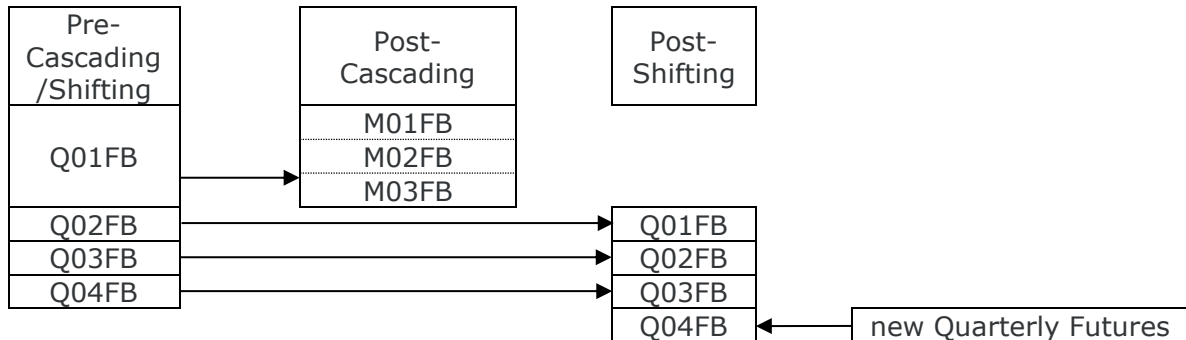 Pre-
Cascading
/Shifting
Post-
Cascading
Post-
Shifting
Q01FB
M01FB
M02FB
M03FB
Q02FB
Q01FB
Q03FB
Q02FB
Q04FB
Q03FB
Q04FB
new Quarterly Futures